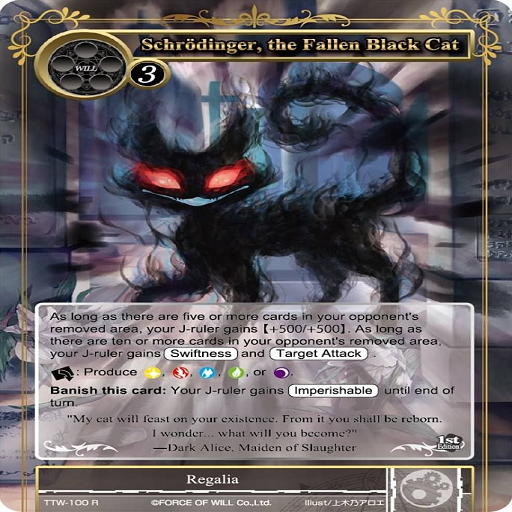 Schrödinger, the Fallen Black Cat
WILL
3
As long as there are five or more cards in your opponent's
removed area, your J-ruler gains 【+500/+500】. As long as
there are ten or more cards in your opponent's removed area,
your J-ruler gains Swiftness and Target Attack .
: Produce , , , , or .
Banish this card: Your J-ruler gains Imperishable until end of
turn.
"My cat will feast on your existence. From it you shall be reborn.
I wonder... what will you become?"
—Dark Alice, Maiden of Slaughter
1st
Edition
Regalia
TTW-100 R ©FORCE OF WILL Co.,Ltd. Illust/上木乃アロエ